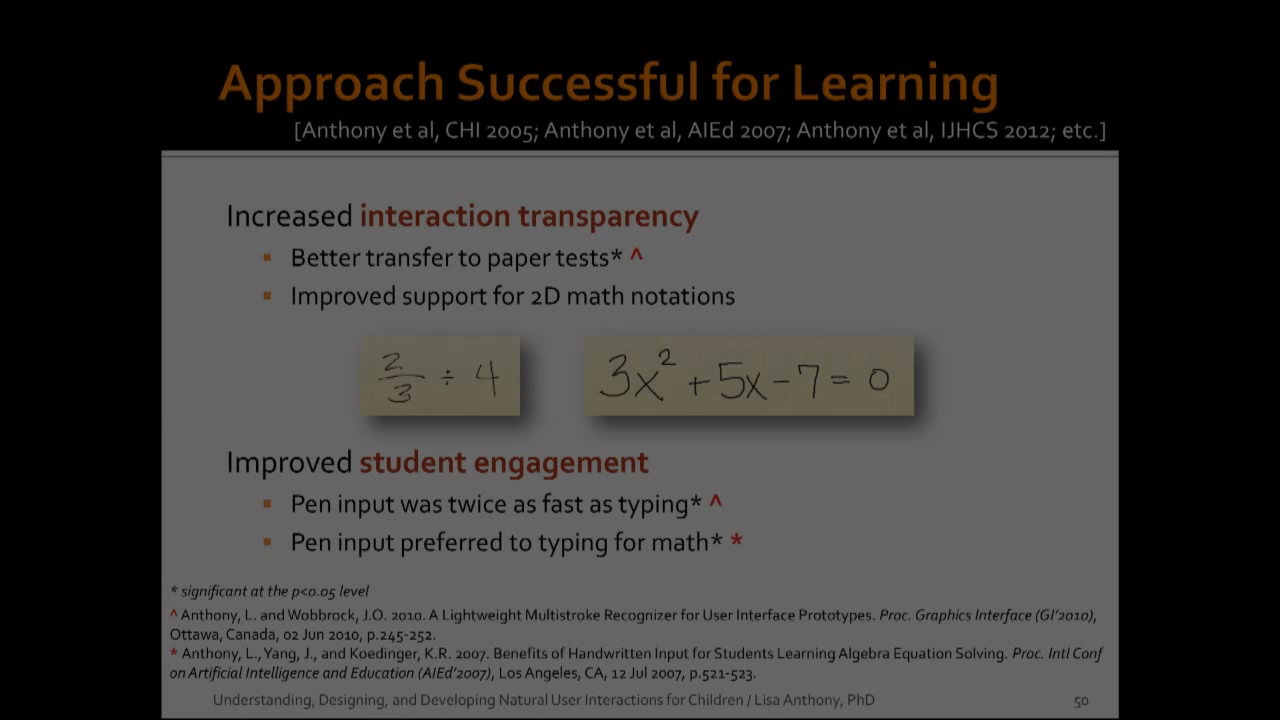 Approach Successful for Learning
[Anthony et al, CHI 2005; Anthony et al, AIEd 2007; Anthony et al, IJHCS 2012; etc.]
Increased interaction transparency
▪ Better transfer to paper tests* ^
▪ Improved support for 2D math notations
2/3 ÷ 4
3x² + 5x - 7 = 0
Improved student engagement
▪ Pen input was twice as fast as typing* ^
▪ Pen input preferred to typing for math* *
* significant at the p<0.05 level
^ Anthony, L. and Wobbrock, J.O. 2010. A Lightweight Multistroke Recognizer for User Interface Prototypes. Proc. Graphics Interface (GI'2010),
Ottawa, Canada, 02 Jun 2010, p.245-252.
* Anthony, L., Yang, J., and Koedinger, K.R. 2007. Benefits of Handwritten Input for Students Learning Algebra Equation Solving. Proc. Intl Conf
on Artificial Intelligence and Education (AIEd'2007), Los Angeles, CA, 12 Jul 2007, p.521-523.
Understanding, Designing, and Developing Natural User Interactions for Children / Lisa Anthony, PhD
50